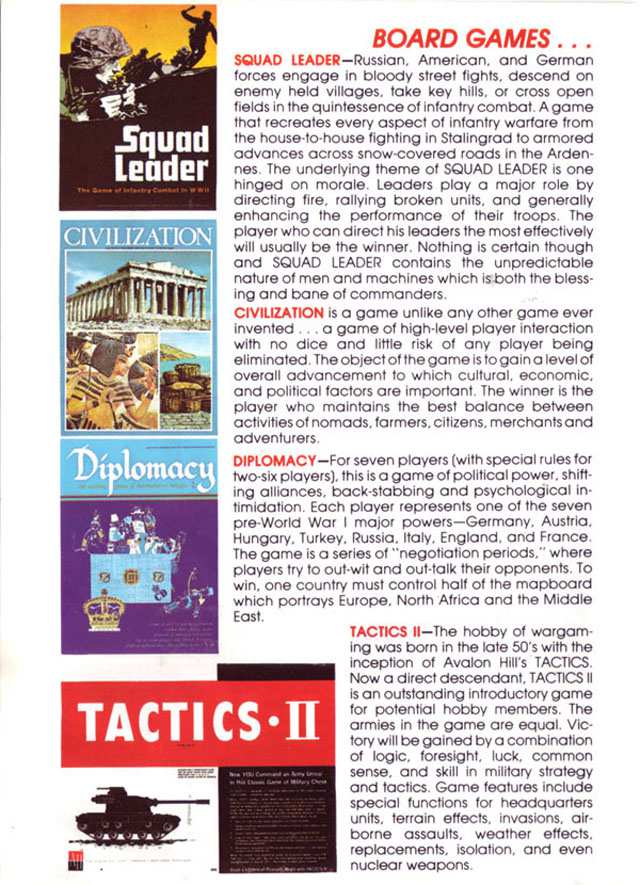 BOARD GAMES . . .
Squad
Leader
The Game of Infantry Combat in WWII
SQUAD LEADER—Russian, American, and German
forces engage in bloody street fights, descend on
enemy held villages, take key hills, or cross open
fields in the quintessence of infantry combat. A game
that recreates every aspect of infantry warfare from
the house-to-house fighting in Stalingrad to armored
advances across snow-covered roads in the Arden-
nes. The underlying theme of SQUAD LEADER is one
hinged on morale. Leaders play a major role by
directing fire, rallying broken units, and generally
enhancing the performance of their troops. The
player who can direct his leaders the most effectively
will usually be the winner. Nothing is certain though
and SQUAD LEADER contains the unpredictable
nature of men and machines which is both the bless-
ing and bane of commanders.
CIVILIZATION
CIVILIZATION is a game unlike any other game ever
invented . . . a game of high-level player interaction
with no dice and little risk of any player being
eliminated. The object of the game is to gain a level of
overall advancement to which cultural, economic,
and political factors are important. The winner is the
player who maintains the best balance between
activities of nomads, farmers, citizens, merchants and
adventurers.
Diplomacy
DIPLOMACY—For seven players (with special rules for
two-six players), this is a game of political power, shift-
ing alliances, back-stabbing and psychological in-
timidation. Each player represents one of the seven
pre-World War I major powers—Germany, Austria,
Hungary, Turkey, Russia, Italy, England, and France.
The game is a series of "negotiation periods," where
players try to out-wit and out-talk their opponents. To
win, one country must control half of the mapboard
which portrays Europe, North Africa and the Middle
East.
TACTICS • II
Now YOU Command an Army Group
in this Classic Game of Military Chess
TACTICS II—The hobby of wargam-
ing was born in the late 50's with the
inception of Avalon Hill's TACTICS.
Now a direct descendant, TACTICS II
is an outstanding introductory game
for potential hobby members. The
armies in the game are equal. Vic-
tory will be gained by a combination
of logic, foresight, luck, common
sense, and skill in military strategy
and tactics. Game features include
special functions for headquarters
units, terrain effects, invasions, air-
borne assaults, weather effects,
replacements, isolation, and even
nuclear weapons.